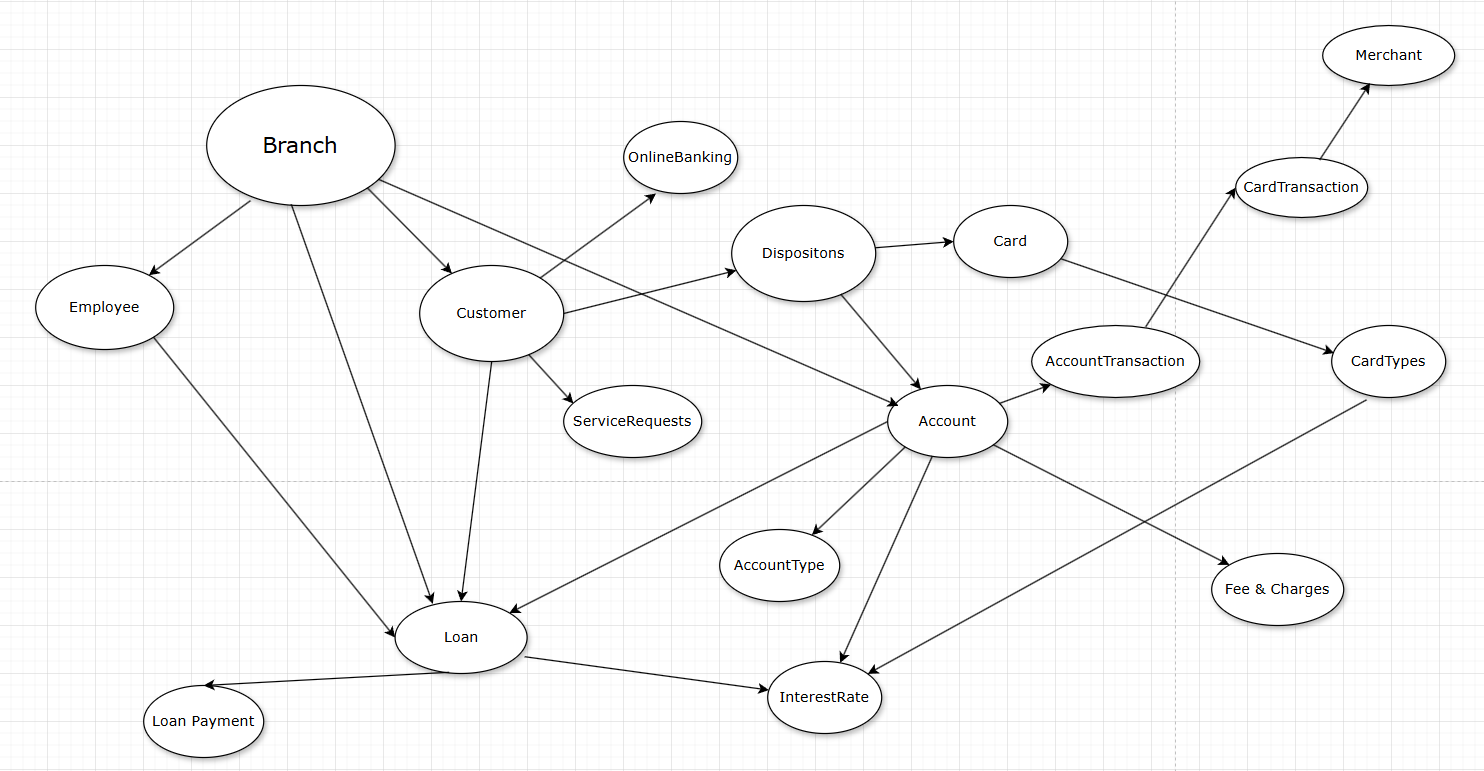 Merchant
Branch
OnlineBanking
CardTransaction
Dispositons
Card
Employee
Customer
AccountTransaction
CardTypes
ServiceRequests
Account
AccountType
Fee & Charges
Loan
InterestRate
Loan Payment